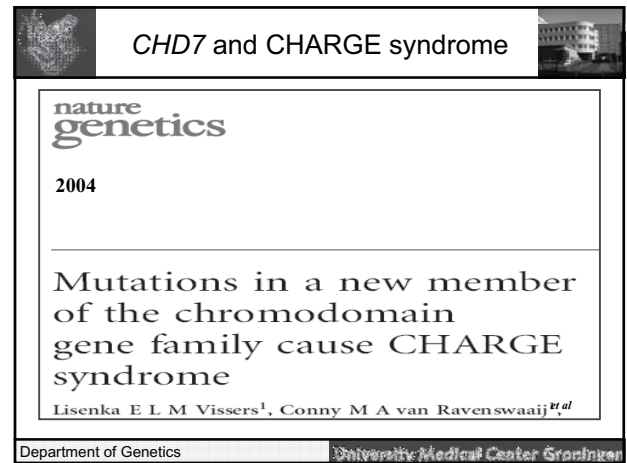 CHD7 and CHARGE syndrome
nature
genetics
2004
Mutations in a new member
of the chromodomain
gene family cause CHARGE
syndrome
Lisenka E L M Vissers¹, Conny M A van Ravenswaaij et al
Department of Genetics
University Medical Center Groningen